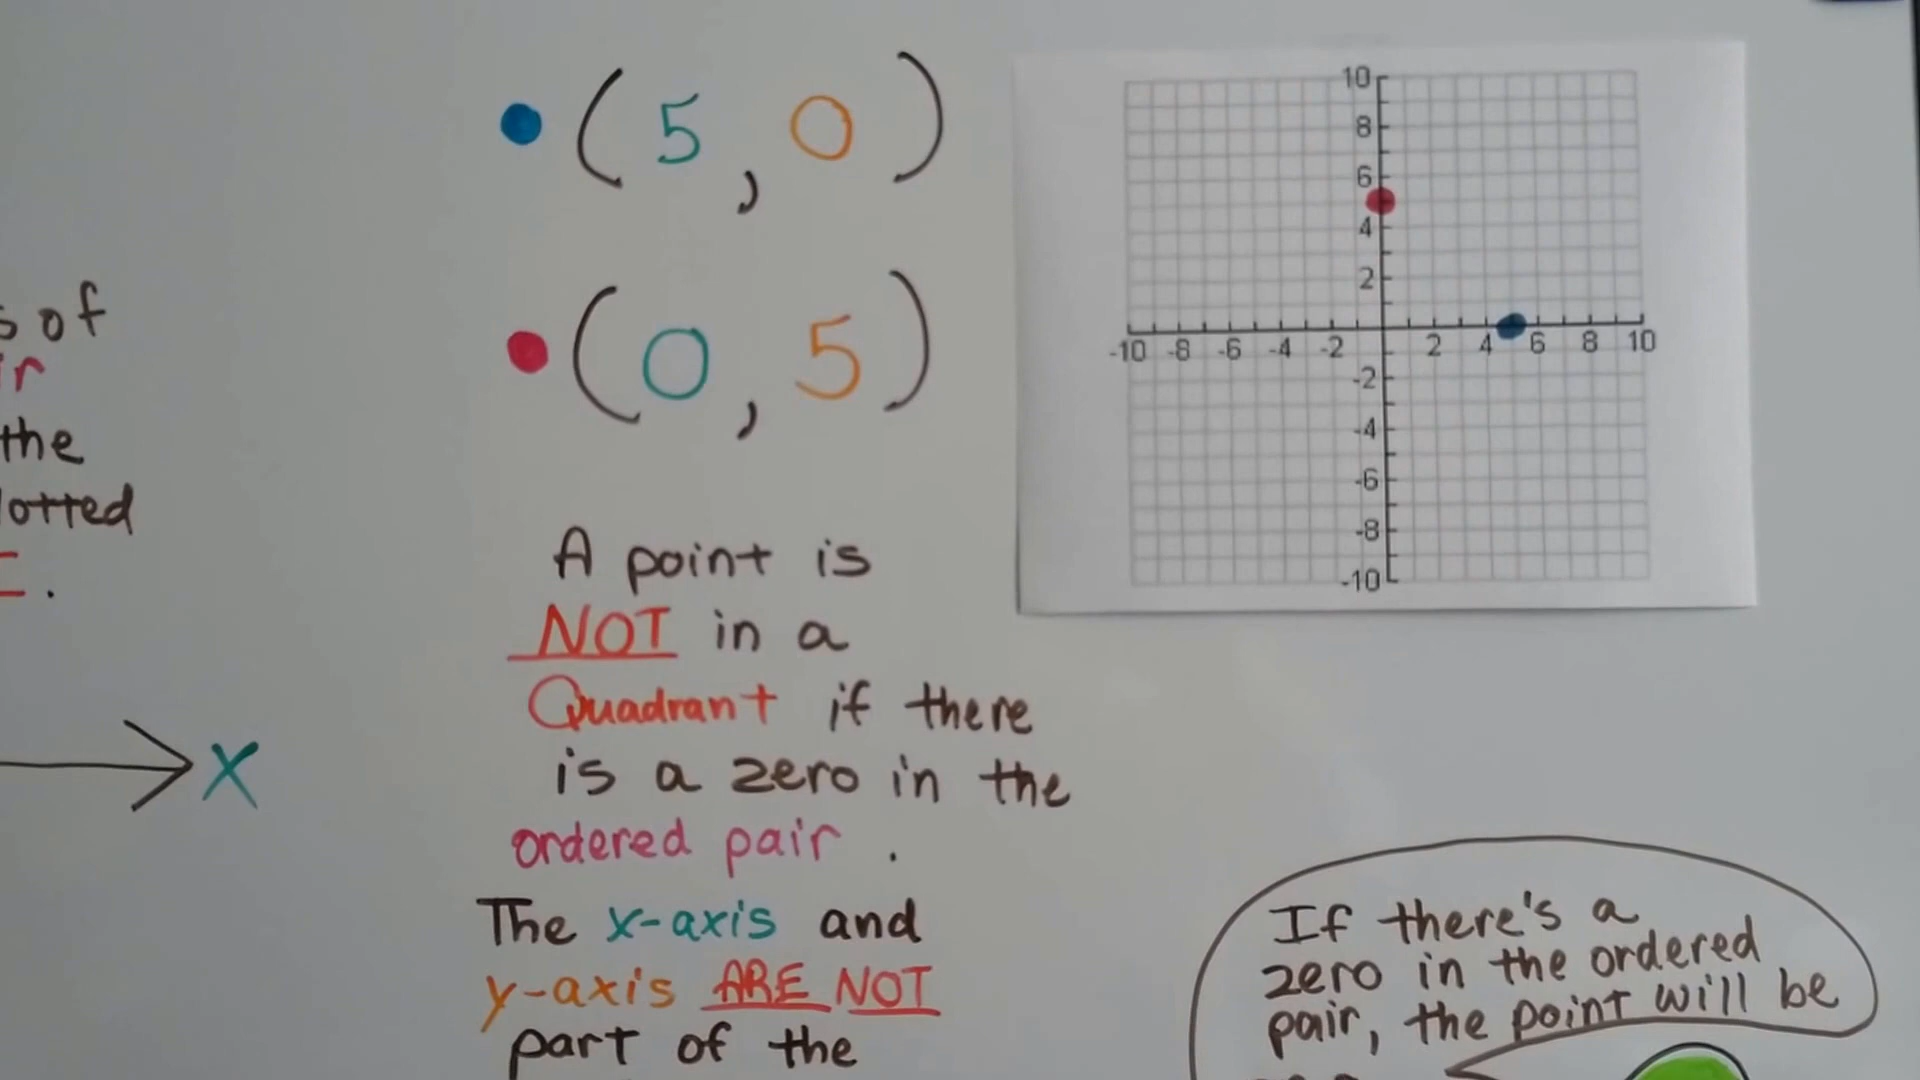 s of
the
.
X
(5, 0)
(0, 5)
A point is
NOT in a
Quadrant if there
is a zero in the
ordered pair.
The x-axis and
y-axis ARE NOT
part of the
10
8
6
4
2
-10 -8 -6 -4 -2 2 4 6 8 10
-2
-4
-6
-8
-10
If there's a
zero in the ordered
pair, the point will be